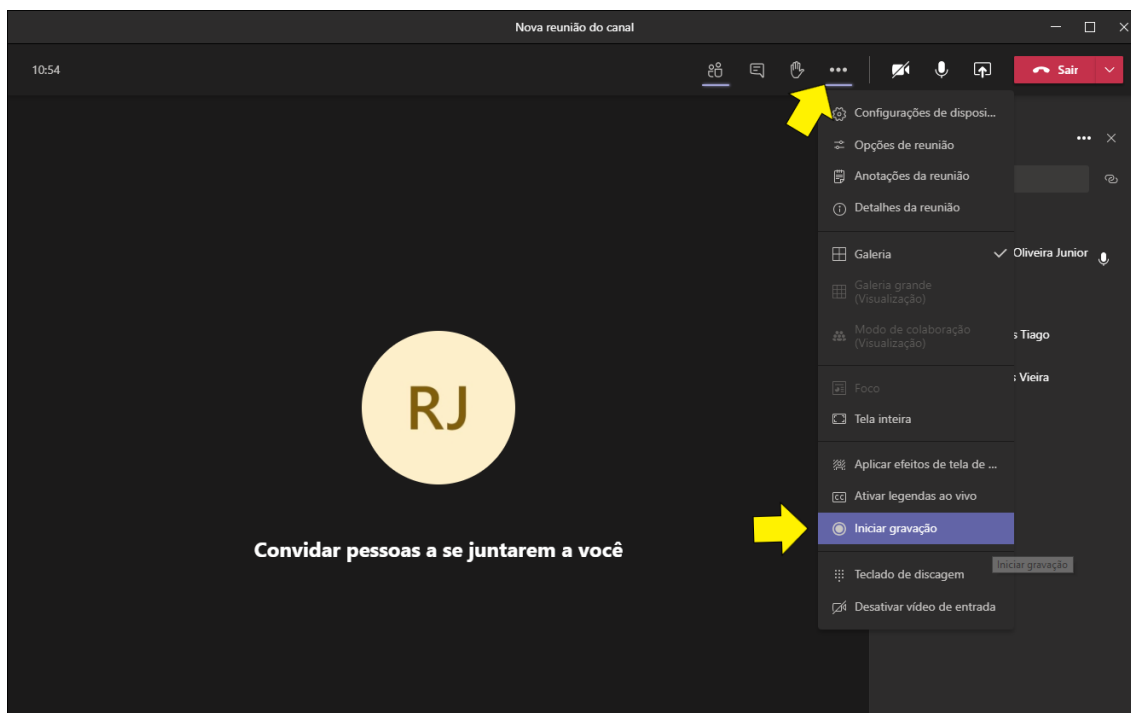 Nova reunião do canal
10:54
Sair
Configurações de disposi...
Opções de reunião
Anotações da reunião
Detalhes da reunião
Galeria
Oliveira Junior
Galeria grande
(Visualização)
Modo de colaboração
(Visualização)
s Tiago
s Vieira
Foco
Tela inteira
RJ
Aplicar efeitos de tela de ...
CC Ativar legendas ao vivo
Iniciar gravação
Convidar pessoas a se juntarem a você
Iniciar gravação
Teclado de discagem
Desativar vídeo de entrada